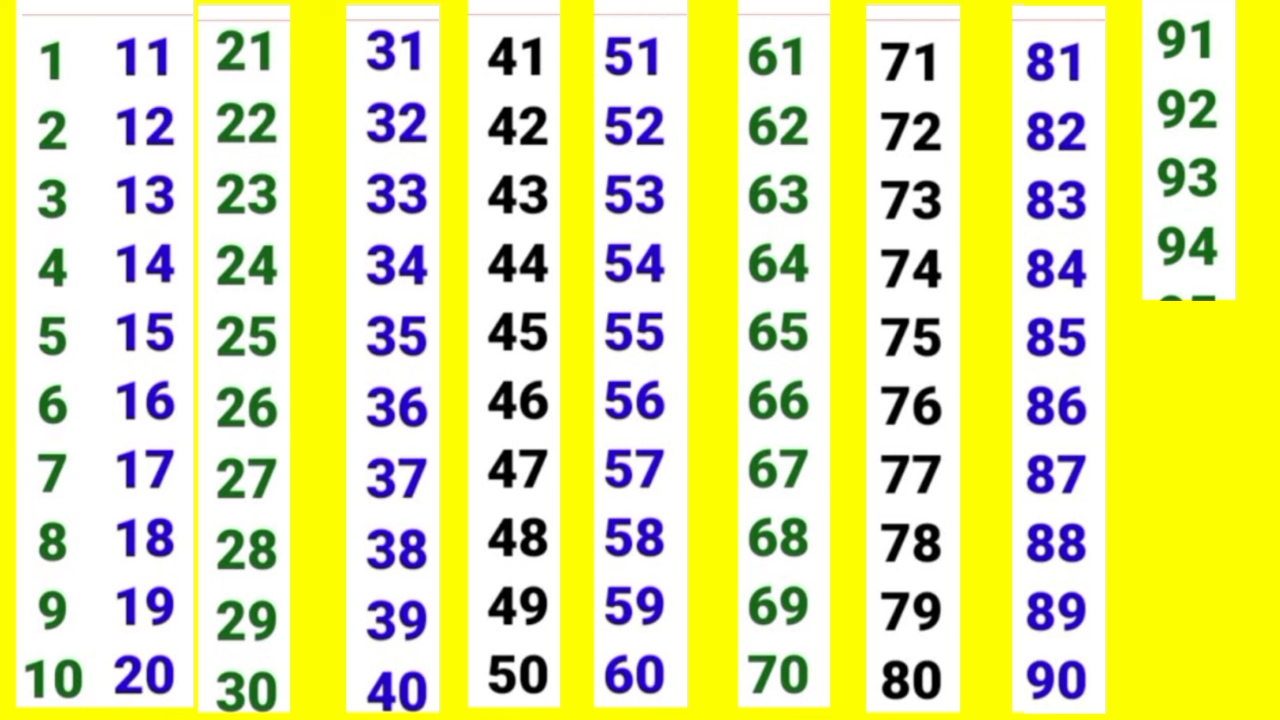 1 11 21 31 41 51 61 71 81 91
2 12 22 32 42 52 62 72 82 92
3 13 23 33 43 53 63 73 83 93
4 14 24 34 44 54 64 74 84 94
5 15 25 35 45 55 65 75 85
6 16 26 36 46 56 66 76 86
7 17 27 37 47 57 67 77 87
8 18 28 38 48 58 68 78 88
9 19 29 39 49 59 69 79 89
10 20 30 40 50 60 70 80 90